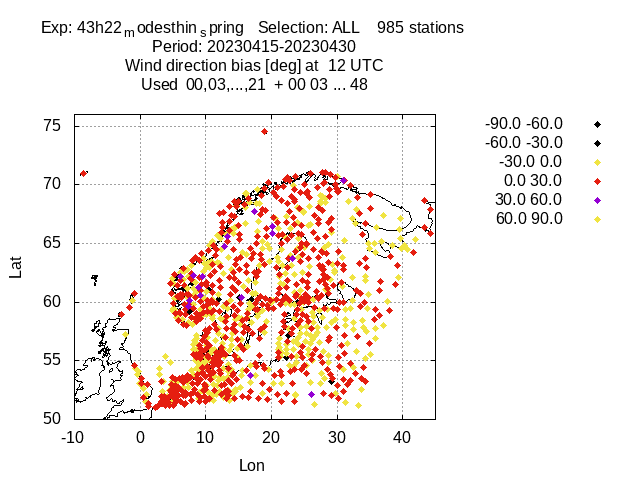 Exp: 43h22modesthinspring Selection: ALL 985 stations
Period: 20230415-20230430
Wind direction bias [deg] at 12 UTC
Used 00,03,...,21 + 00 03 ... 48
-90.0 -60.0
-60.0 -30.0
-30.0 0.0
0.0 30.0
30.0 60.0
60.0 90.0
75
70
65
60
55
50
Lat
-10 0 10 20 30 40
Lon